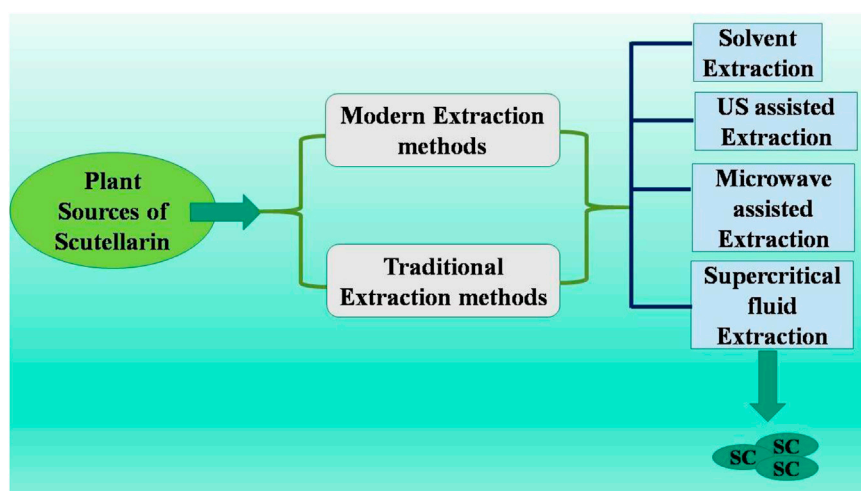 Plant
Sources of
Scutellarin
Modern Extraction
methods
Traditional
Extraction methods
Solvent
Extraction
US assisted
Extraction
Microwave
assisted
Extraction
Supercritical
fluid
Extraction
SC
SC
SC